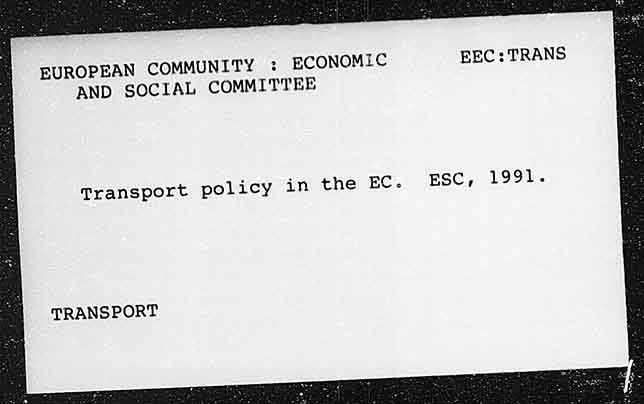 EUROPEAN COMMUNITY : ECONOMIC EEC:TRANS
AND SOCIAL COMMITTEE
Transport policy in the EC. ESC, 1991.
TRANSPORT